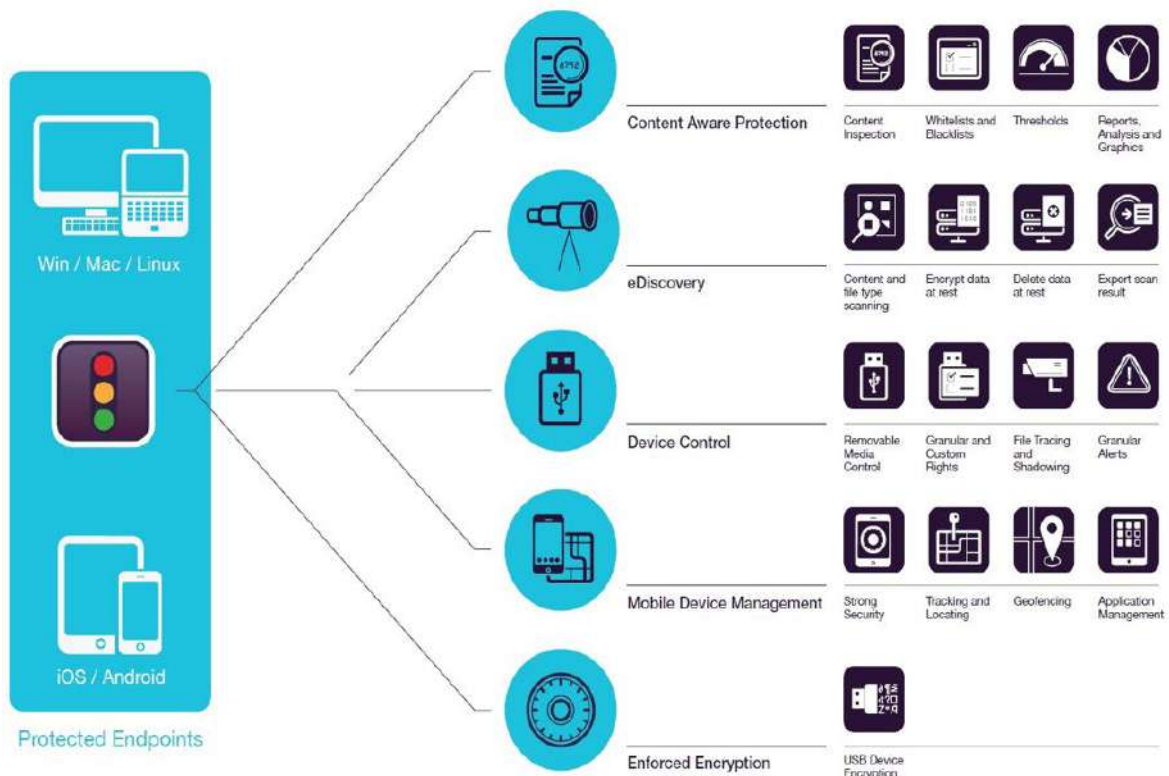 Win / Mac / Linux
iOS / Android
Protected Endpoints
Content Aware Protection
Content
Inspection
Whitelists and
Blacklists
Thresholds
Reports,
Analysis and
Graphics
eDiscovery
Content and
file type
scanning
Encrypt data
at rest
Delete data
at rest
Export scan
result
Device Control
Removable
Media
Control
Granular and
Custom
Rights
File Tracing
and
Shadowing
Granular
Alerts
Mobile Device Management
Strong
Security
Tracking and
Locating
Geofencing
Application
Management
Enforced Encryption
USB Device
Encryption